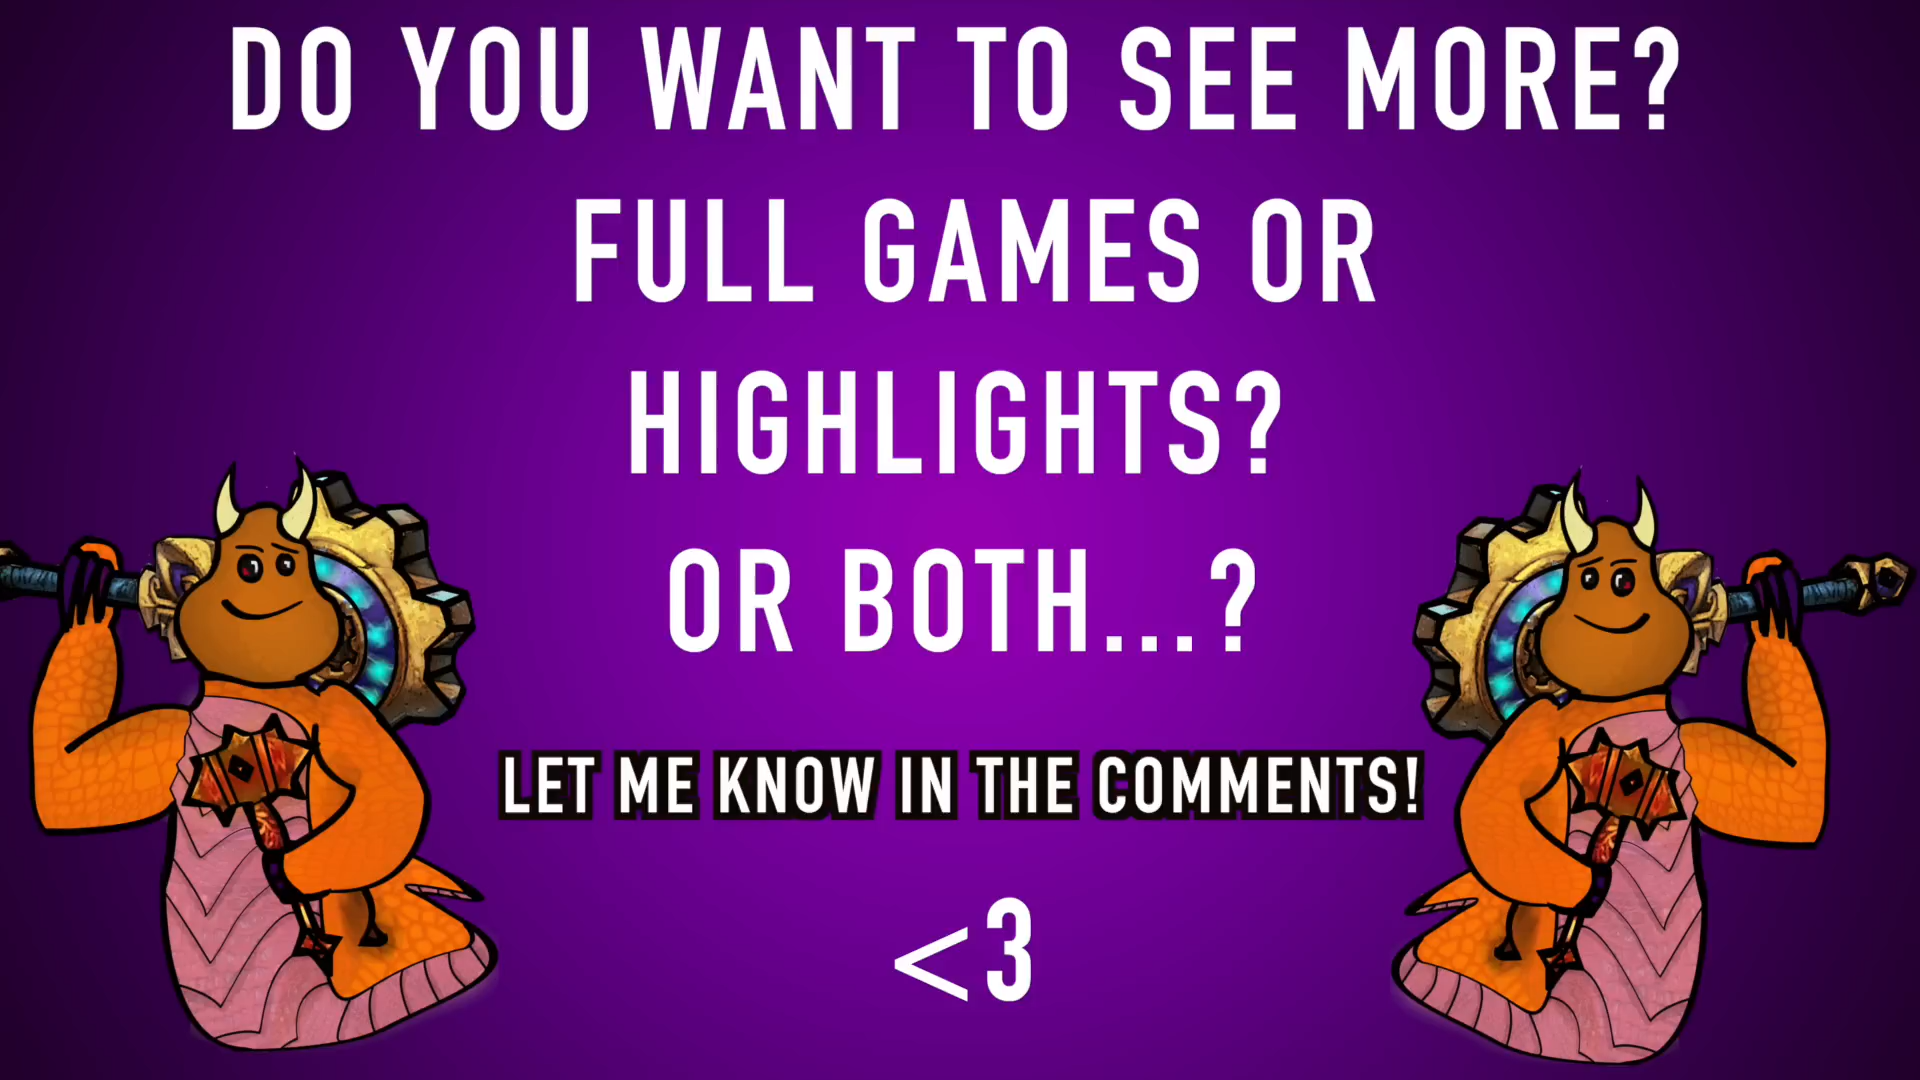 DO YOU WANT TO SEE MORE?
FULL GAMES OR
HIGHLIGHTS?
OR BOTH...?
LET ME KNOW IN THE COMMENTS!
<3